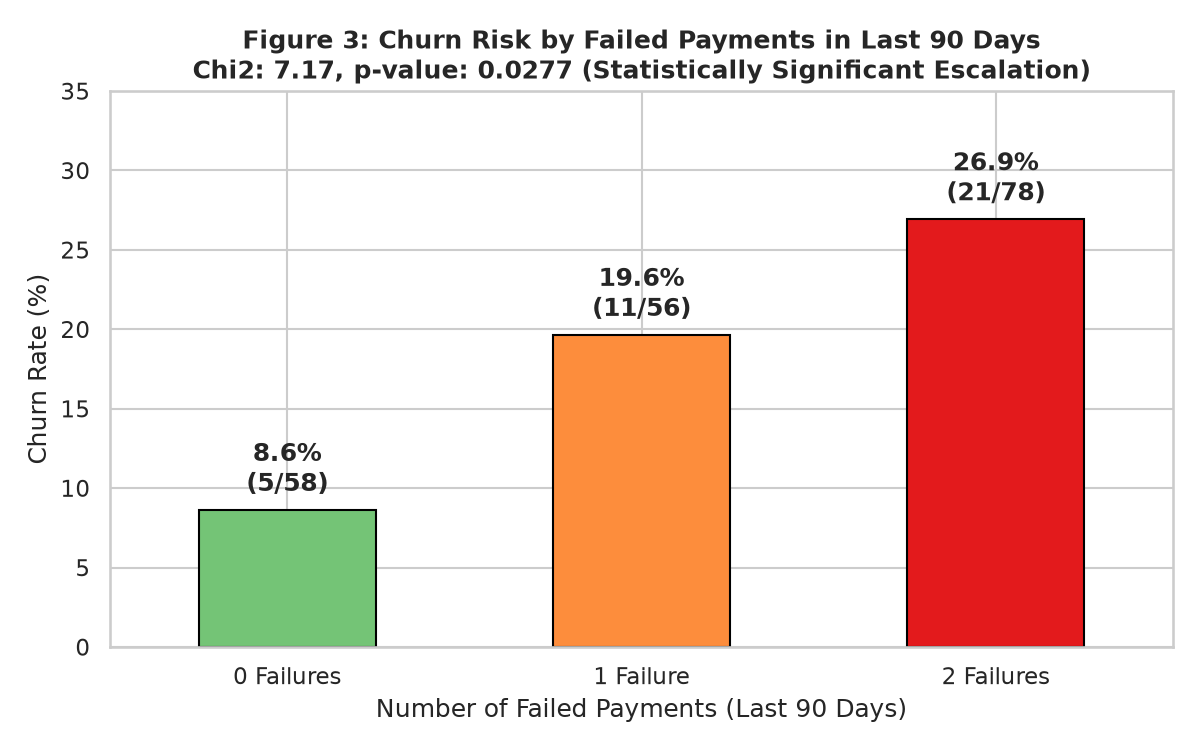 Figure 3: Churn Risk by Failed Payments in Last 90 Days
Chi2: 7.17, p-value: 0.0277 (Statistically Significant Escalation)
35
30
25
20
15
10
5
0
Churn Rate (%)
8.6%
(5/58)
19.6%
(11/56)
26.9%
(21/78)
0 Failures
1 Failure
2 Failures
Number of Failed Payments (Last 90 Days)